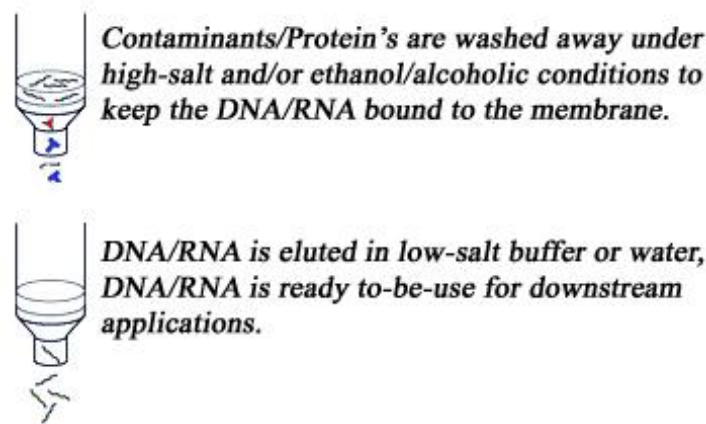 Contaminants/Protein's are washed away under
high-salt and/or ethanol/alcoholic conditions to
keep the DNA/RNA bound to the membrane.
DNA/RNA is eluted in low-salt buffer or water,
DNA/RNA is ready to-be-use for downstream
applications.